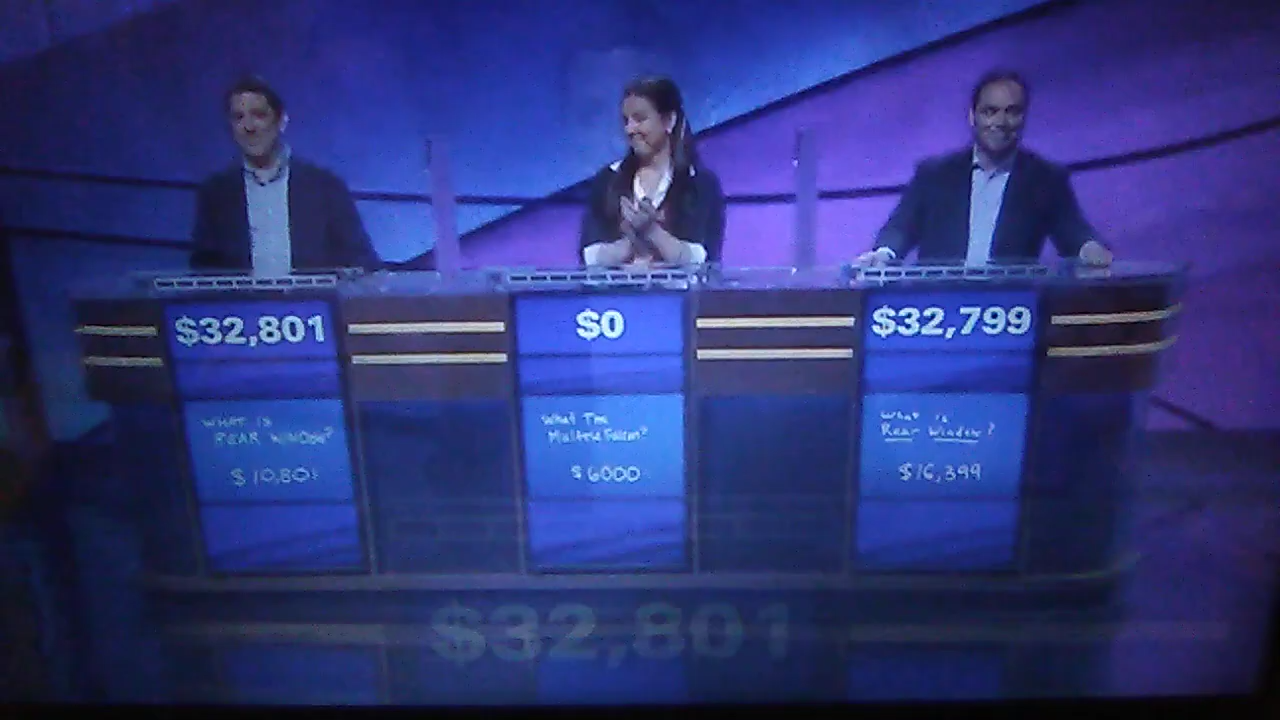 $32,801
$0
$32,799
WHAT IS
REAR WINDOW?
$10,801
What The
Maltese Falcon?
$6000
What is
Rear Window?
$16,399
$32,801